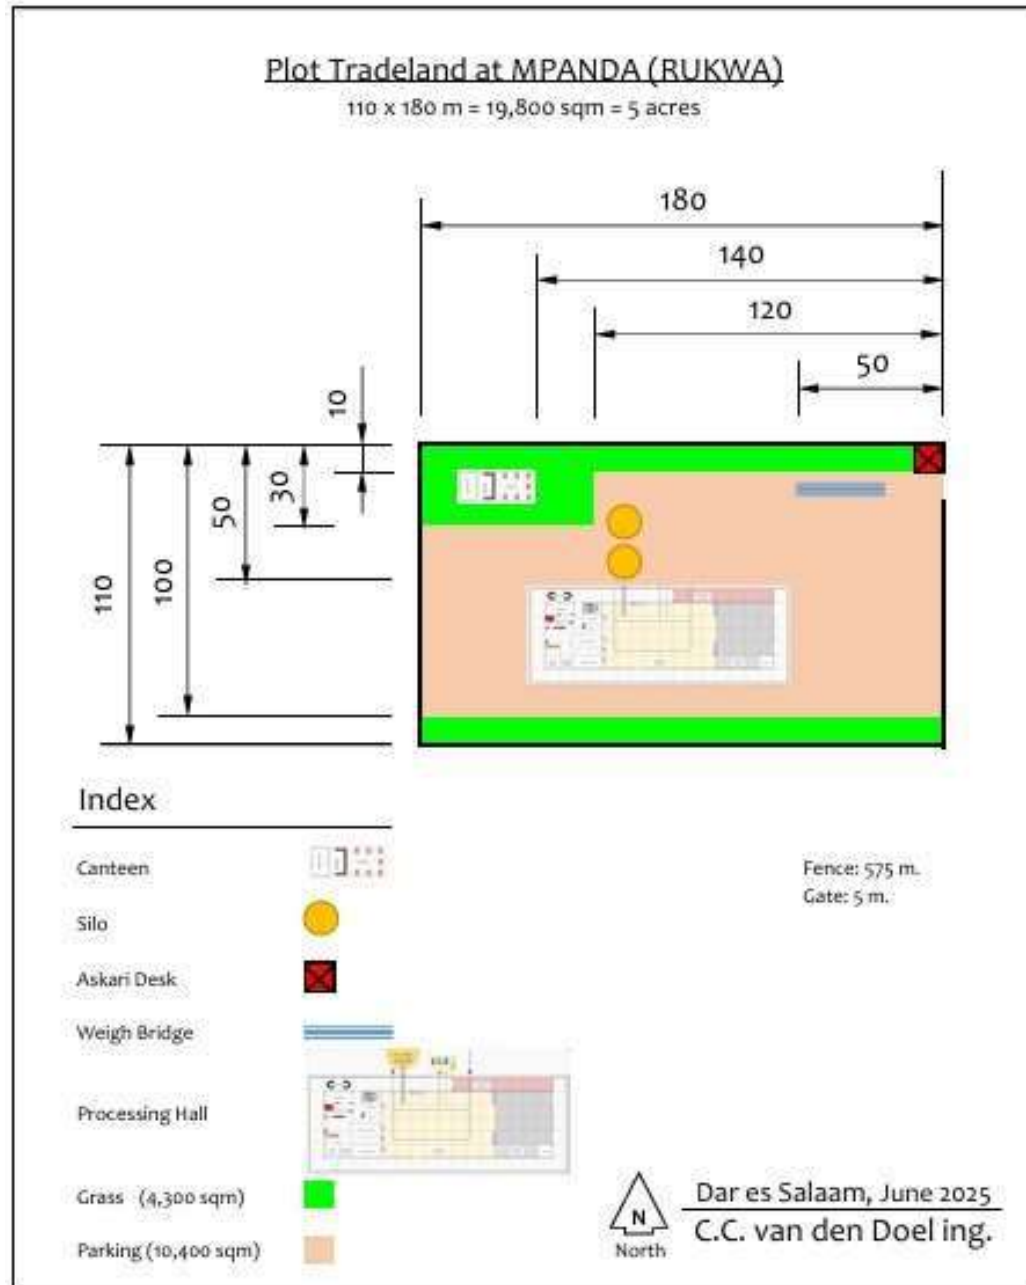 Plot Tradeland at MPANDA (RUKWA)
110 x 180 m = 19,800 sqm = 5 acres
180
140
120
50
10
30
50
100
110
Index
Canteen
Silo
Askari Desk
Weigh Bridge
Processing Hall
Grass (4,300 sqm)
Parking (10,400 sqm)
Fence: 575 m.
Gate: 5 m.
N
North
Dar es Salaam, June 2025
C.C. van den Doel ing.